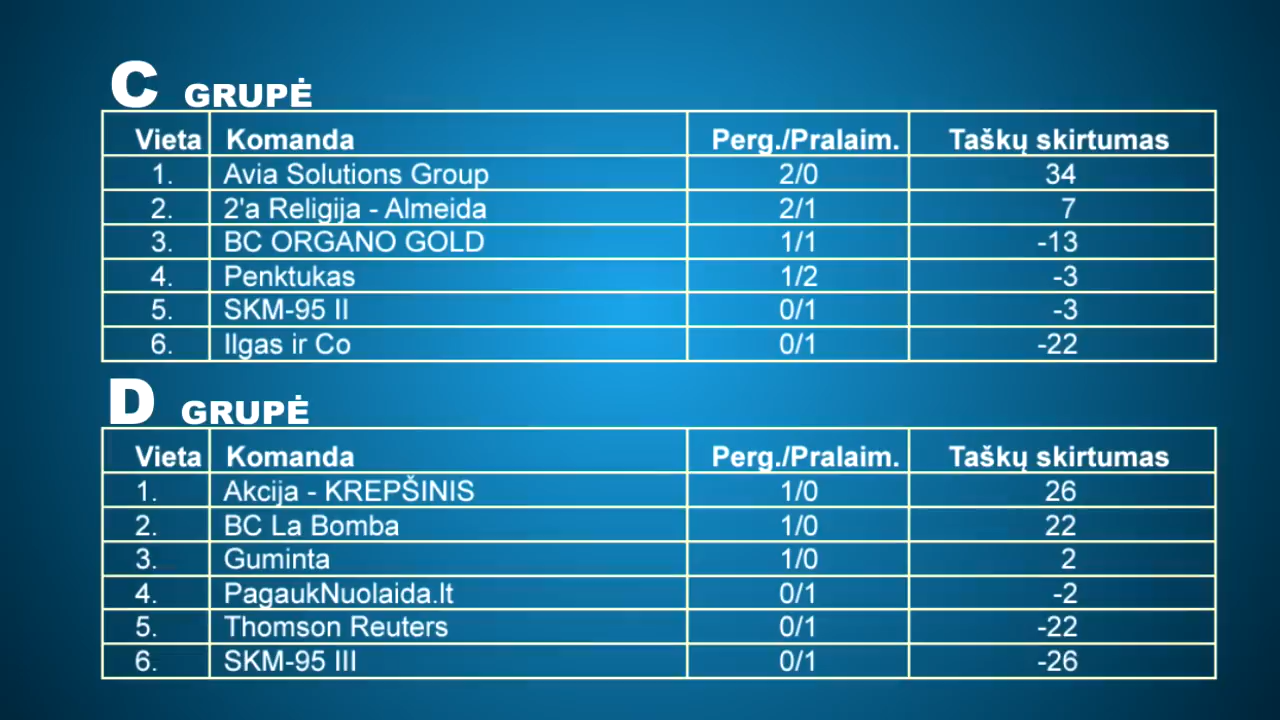 C GRUPĖ
Vieta Komanda Perg./Pralaim. Taškų skirtumas
1. Avia Solutions Group 2/0 34
2. 2'a Religija - Almeida 2/1 7
3. BC ORGANO GOLD 1/1 -13
4. Penktukas 1/2 -3
5. SKM-95 II 0/1 -3
6. Ilgas ir Co 0/1 -22
D GRUPĖ
Vieta Komanda Perg./Pralaim. Taškų skirtumas
1. Akcija - KREPŠINIS 1/0 26
2. BC La Bomba 1/0 22
3. Guminta 1/0 2
4. PagaukNuolaida.lt 0/1 -2
5. Thomson Reuters 0/1 -22
6. SKM-95 III 0/1 -26